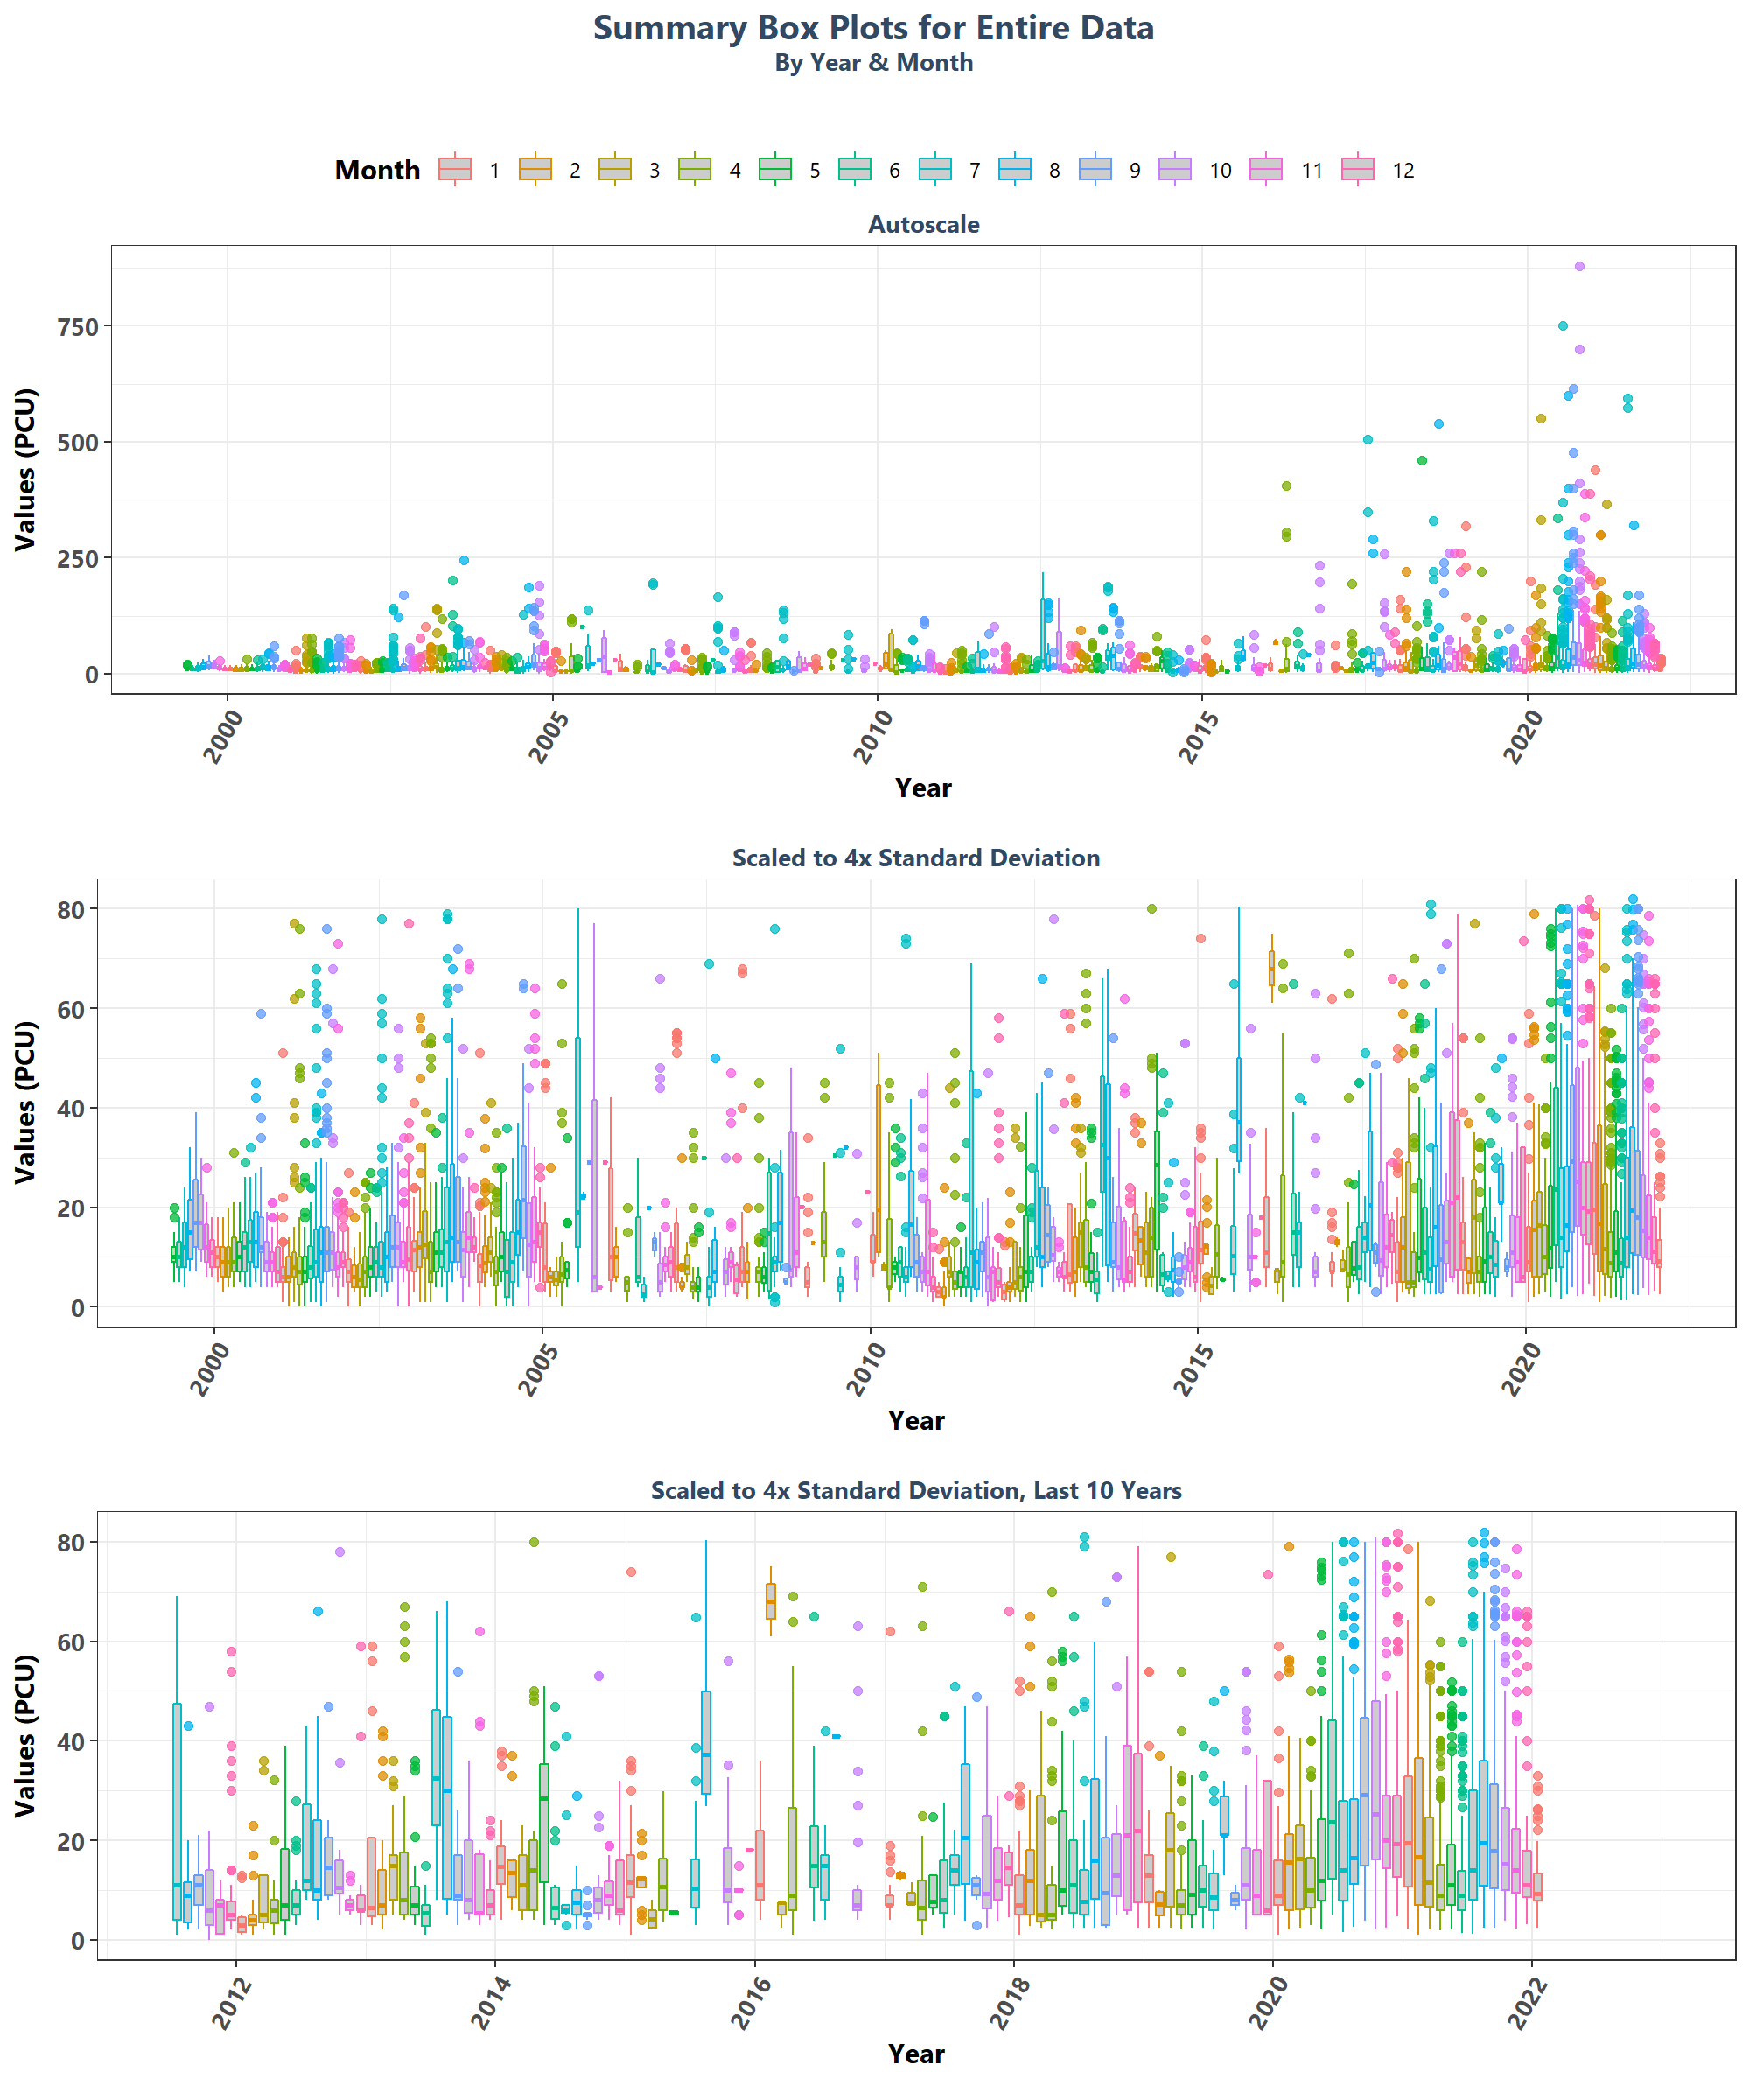 Summary Box Plots for Entire Data
By Year & Month
Month 1 2 3 4 5 6 7 8 9 10 11 12
Autoscale
Values (PCU)
750
500
250
0
2000 2005 2010 2015 2020
Year
Scaled to 4x Standard Deviation
Values (PCU)
80
60
40
20
0
2000 2005 2010 2015 2020
Year
Scaled to 4x Standard Deviation, Last 10 Years
Values (PCU)
80
60
40
20
0
2012 2014 2016 2018 2020 2022
Year